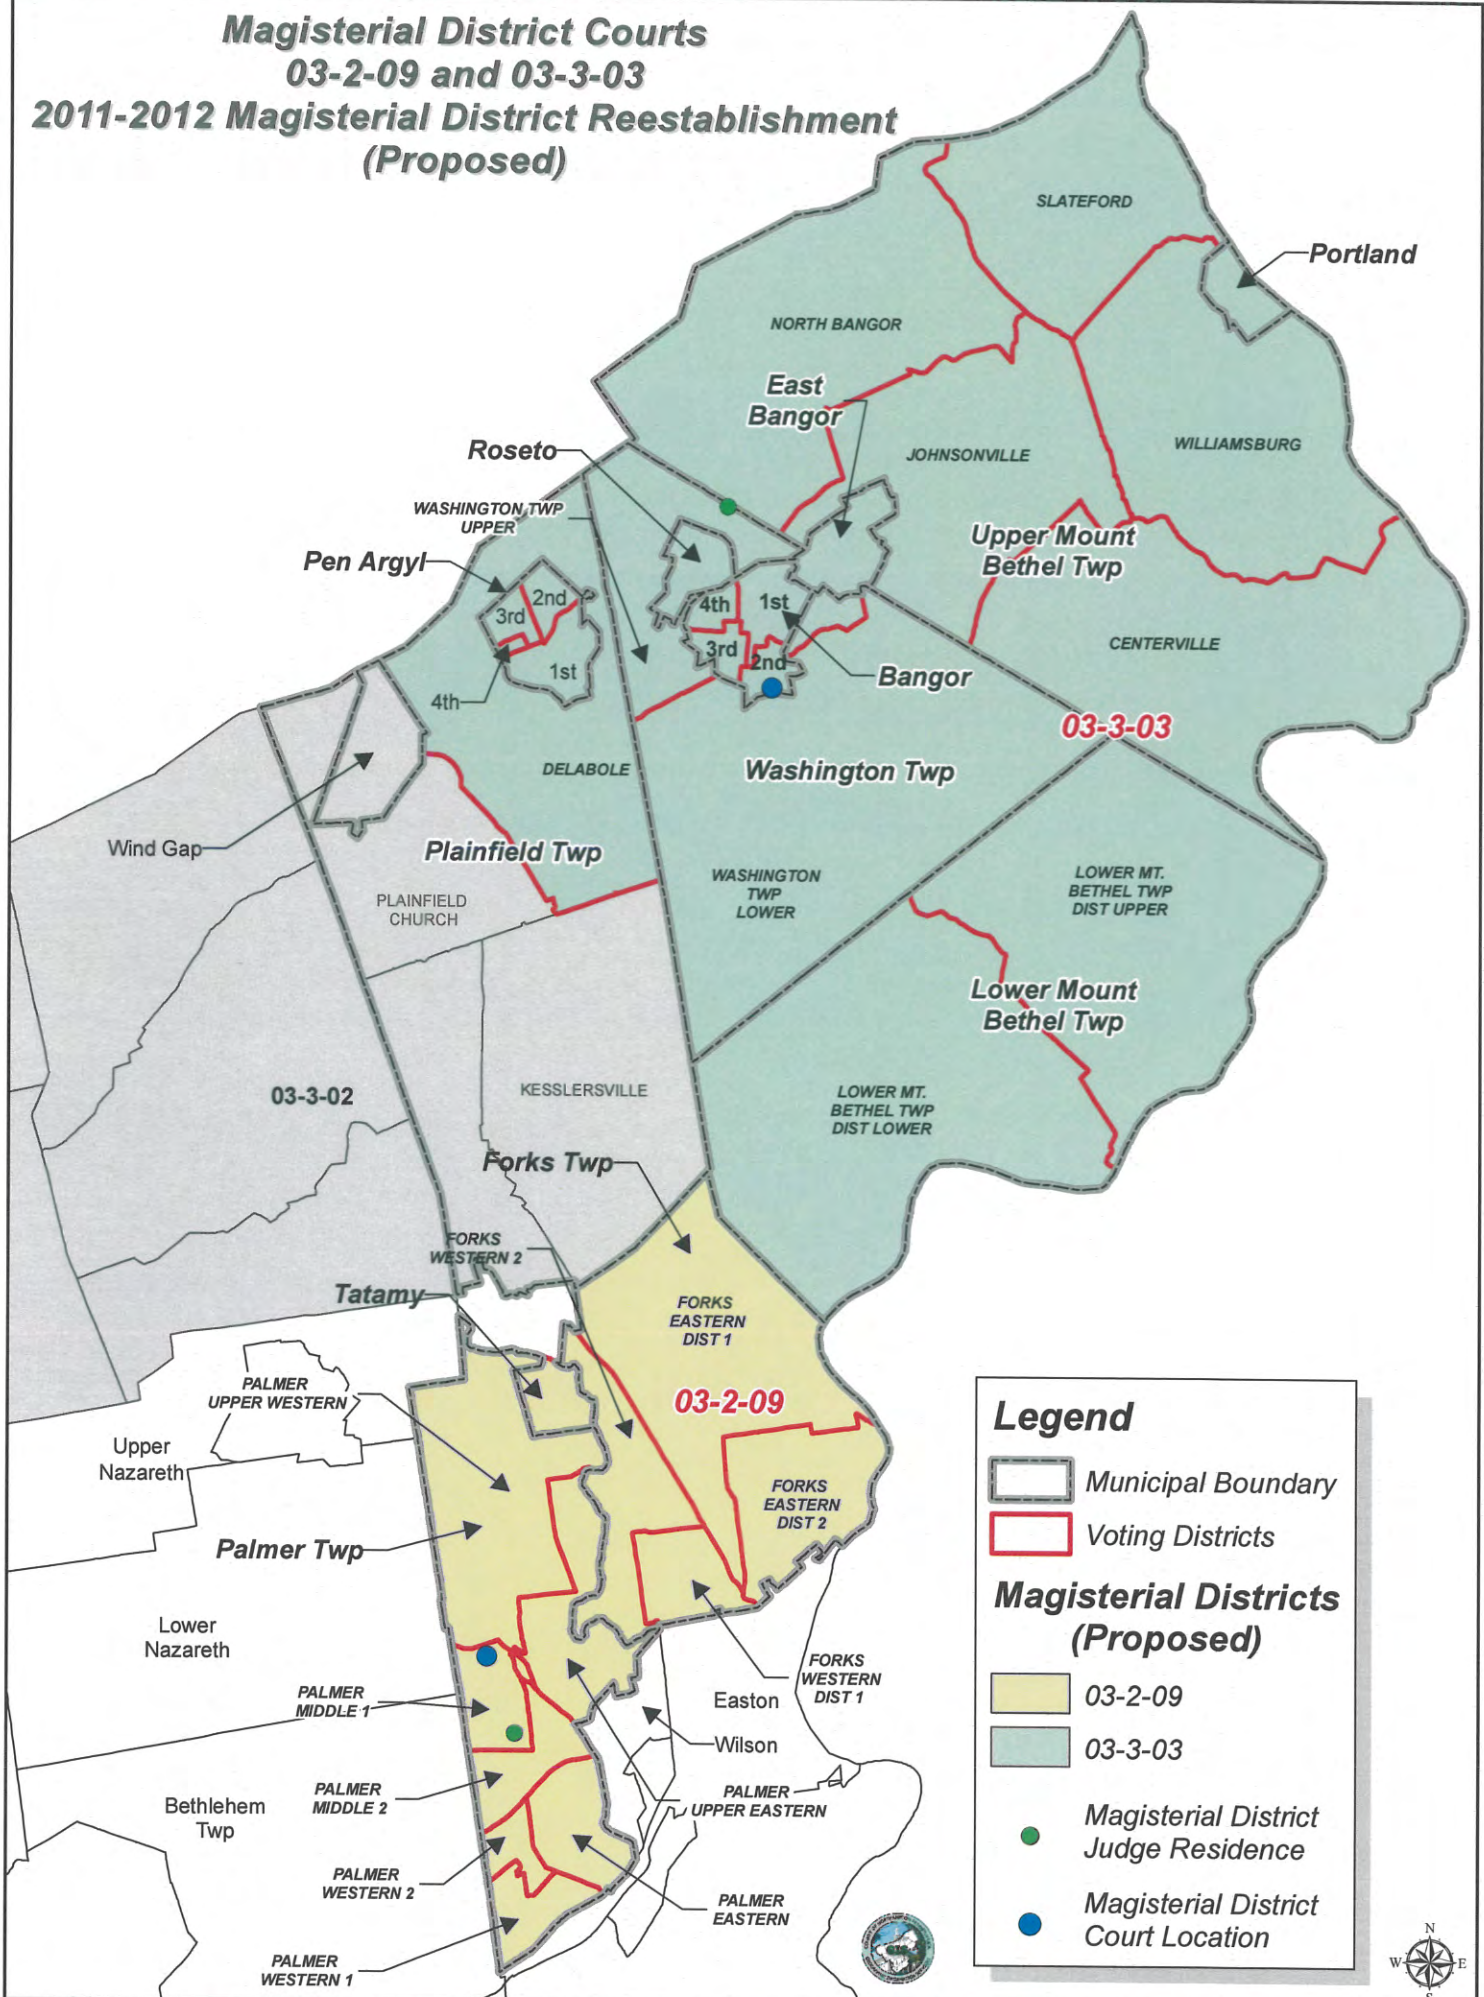 Magisterial District Courts
03-2-09 and 03-3-03
2011-2012 Magisterial District Reestablishment
(Proposed)
SLATEFORD
Portland
NORTH BANGOR
East
Bangor
JOHNSONVILLE
WILLIAMSBURG
Roseto
WASHINGTON TWP
UPPER
Upper Mount
Bethel Twp
Pen Argyl
2nd
3rd
1st
4th
4th
1st
3rd
2nd
Bangor
CENTERVILLE
03-3-03
DELABOLE
Washington Twp
Wind Gap
Plainfield Twp
PLAINFIELD
CHURCH
WASHINGTON
TWP
LOWER
LOWER MT.
BETHEL TWP
DIST UPPER
Lower Mount
Bethel Twp
03-3-02
KESSLERSVILLE
LOWER MT.
BETHEL TWP
DIST LOWER
Forks Twp
FORKS
WESTERN 2
Tatamy
FORKS
EASTERN
DIST 1
PALMER
UPPER WESTERN
03-2-09
Upper
Nazareth
FORKS
EASTERN
DIST 2
Palmer Twp
Lower
Nazareth
FORKS
WESTERN
DIST 1
PALMER
MIDDLE 1
Easton
Wilson
PALMER
MIDDLE 2
PALMER
UPPER EASTERN
Bethlehem
Twp
PALMER
WESTERN 2
PALMER
EASTERN
PALMER
WESTERN 1
Legend
Municipal Boundary
Voting Districts
Magisterial Districts
(Proposed)
03-2-09
03-3-03
Magisterial District
Judge Residence
Magisterial District
Court Location
N
W
E
S